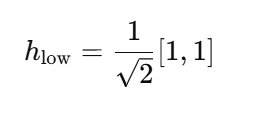 h_low = 1/√2 [1, 1]